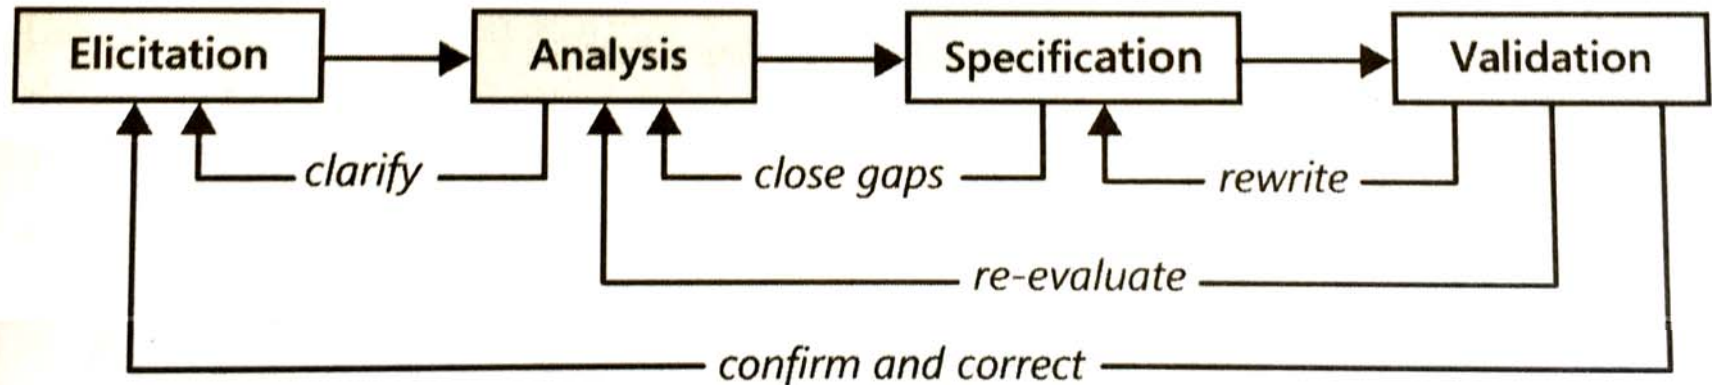 Elicitation
Analysis
Specification
Validation
clarify
close gaps
rewrite
re-evaluate
confirm and correct